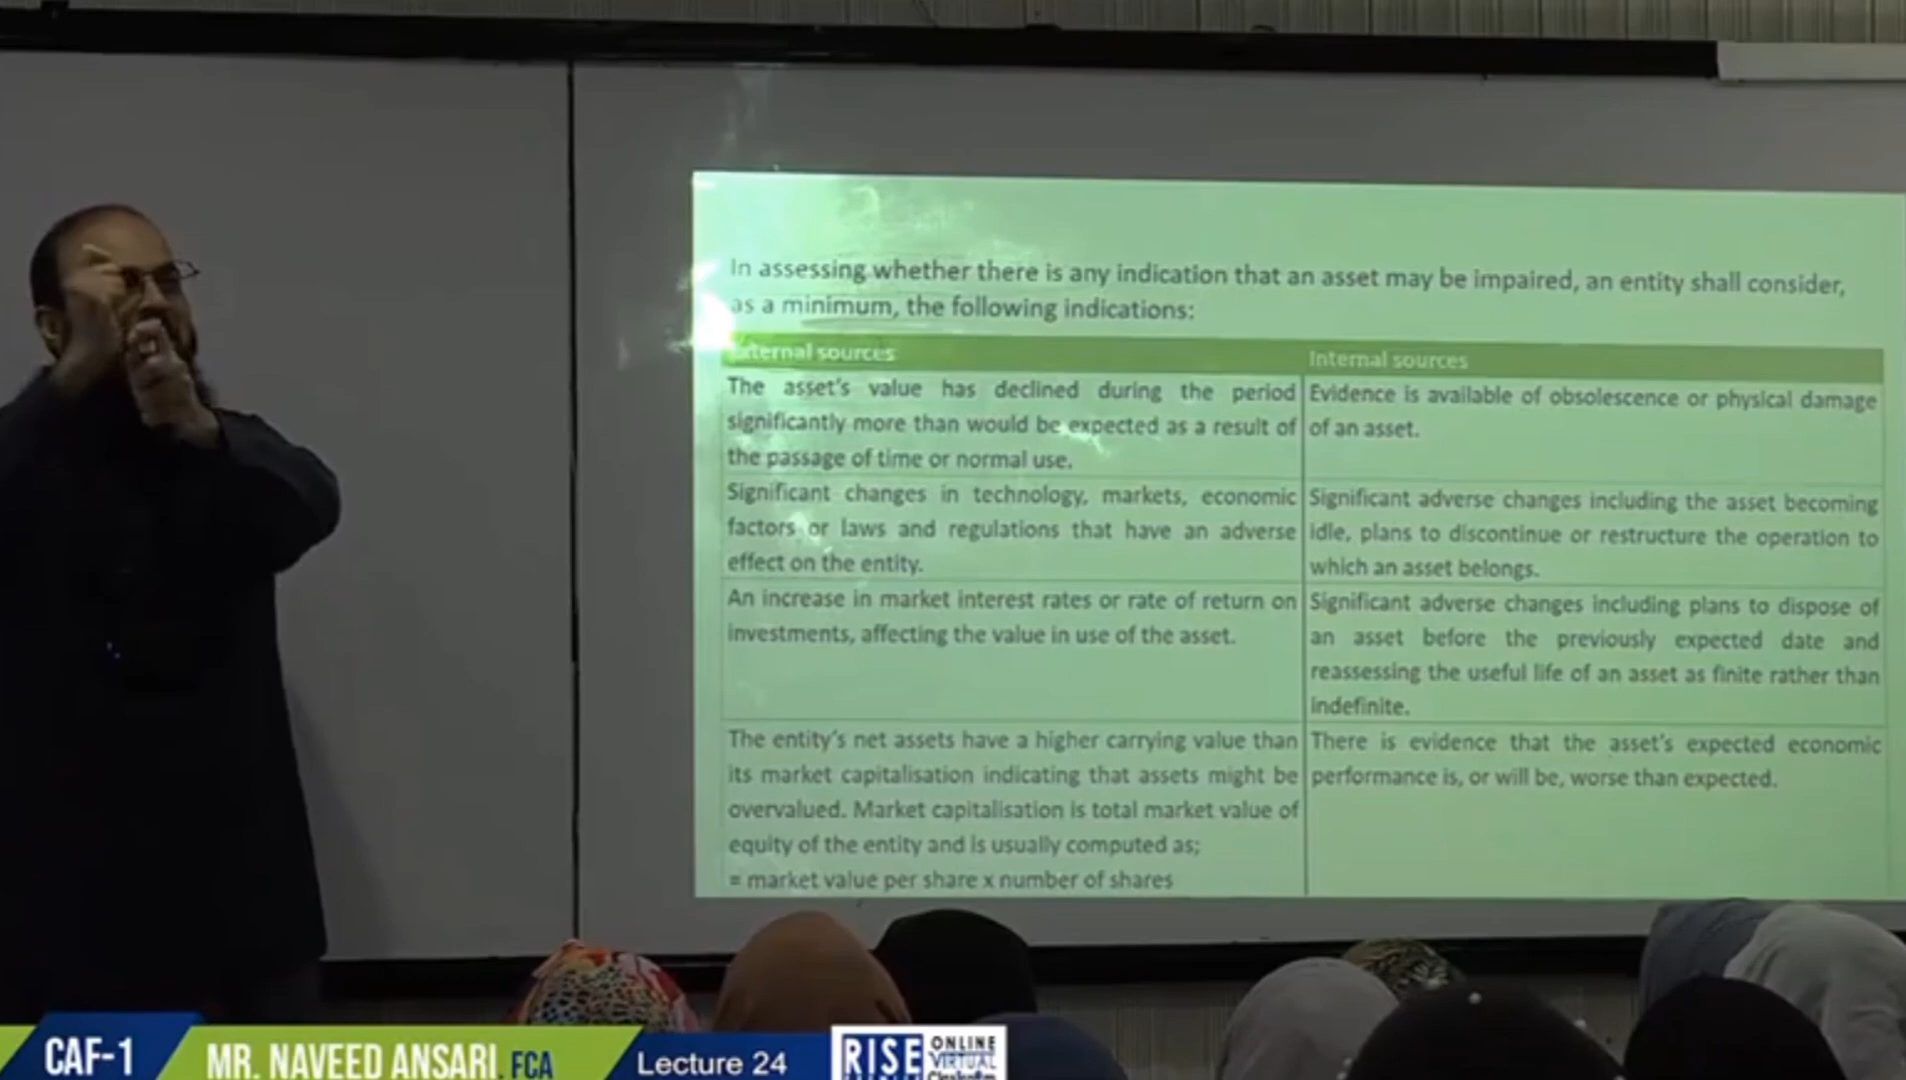 In assessing whether there is any indication that an asset may be impaired, an entity shall consider,
as a minimum, the following indications:
External sources
Internal sources
The asset's value has declined during the period
significantly more than would be expected as a result of
the passage of time or normal use.
Evidence is available of obsolescence or physical damage
of an asset.
Significant changes in technology, markets, economic
factors or laws and regulations that have an adverse
effect on the entity.
Significant adverse changes including the asset becoming
idle, plans to discontinue or restructure the operation to
which an asset belongs.
An increase in market interest rates or rate of return on
investments, affecting the value in use of the asset.
Significant adverse changes including plans to dispose of
an asset before the previously expected date and
reassessing the useful life of an asset as finite rather than
indefinite.
The entity's net assets have a higher carrying value than
its market capitalisation indicating that assets might be
overvalued. Market capitalisation is total market value of
equity of the entity and is usually computed as;
= market value per share x number of shares
There is evidence that the asset's expected economic
performance is, or will be, worse than expected.
CAF-1
MR. NAVEED ANSARI, FCA
Lecture 24
RISE
ONLINE
VIRTUAL